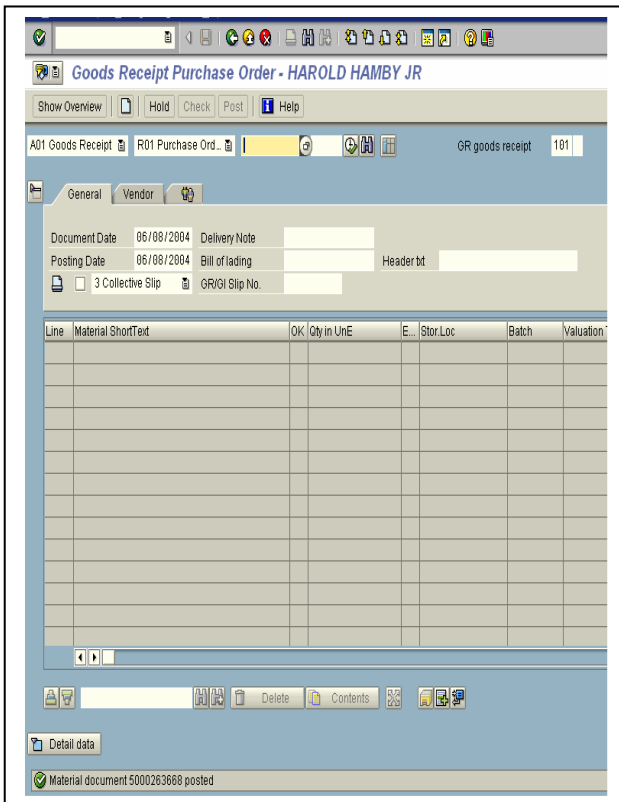 Goods Receipt Purchase Order - HAROLD HAMBY JR
Show Overview Hold Check Post Help
A01 Goods Receipt R01 Purchase Ord... GR goods receipt 101
General Vendor
Document Date 06/08/2004 Delivery Note
Posting Date 06/08/2004 Bill of lading Header txt
3 Collective Slip GR/GI Slip No.
Line Material ShortText OK Qty in UnE E... Stor.Loc Batch Valuation
Delete Contents
Detail data
Material document 5000263668 posted